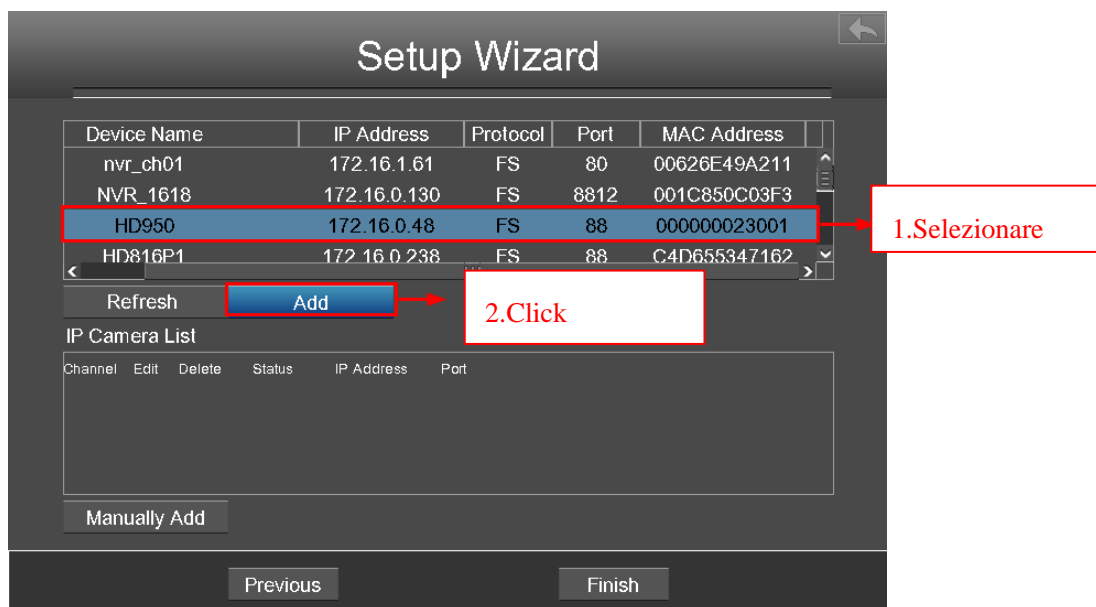 Setup Wizard
Device Name IP Address Protocol Port MAC Address
nvr_ch01 172.16.1.61 FS 80 00626E49A211
NVR_1618 172.16.0.130 FS 8812 001C850C03F3
HD950 172.16.0.48 FS 88 000000023001
1.Selezionare
HD816P1 172.16.0.238 FS 88 C4D655347162
Refresh Add
2.Click
IP Camera List
Channel Edit Delete Status IP Address Port
Manually Add
Previous Finish